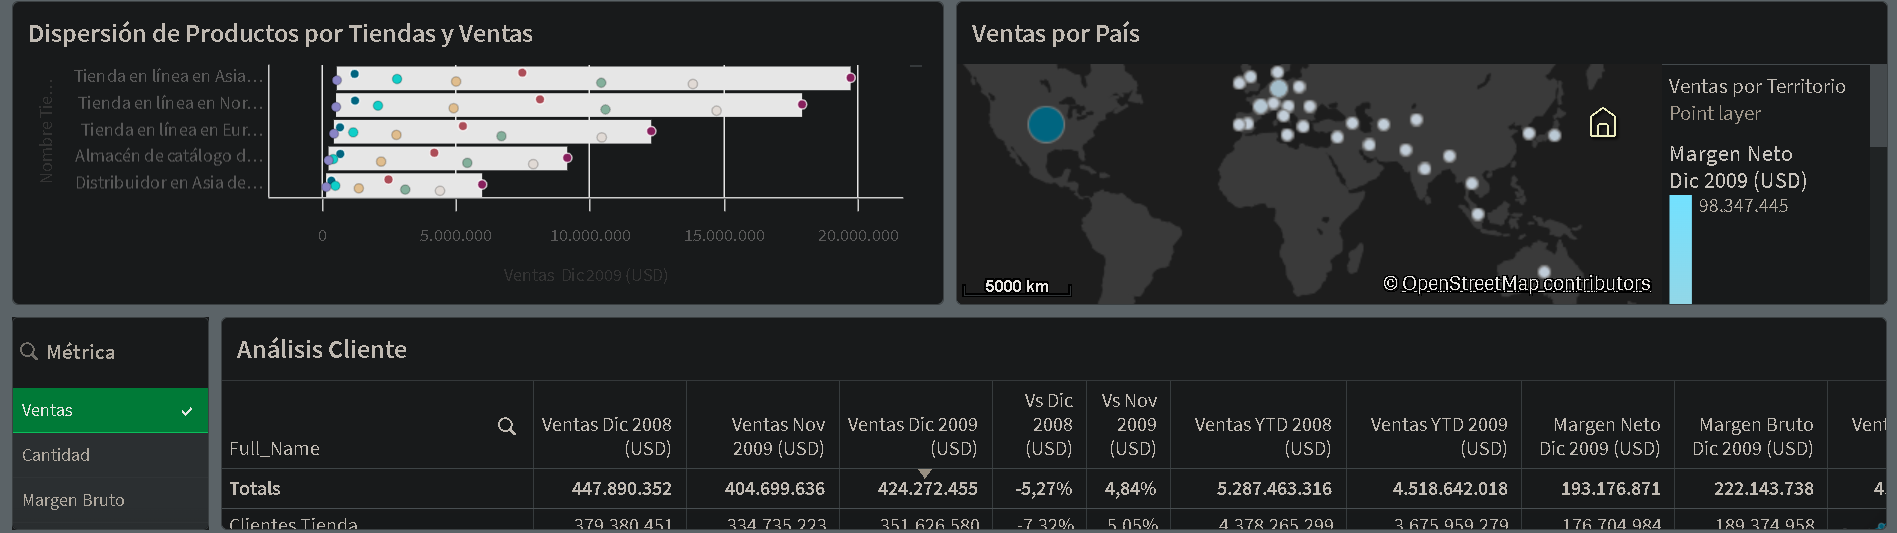 Dispersión de Productos por Tiendas y Ventas
Nombre Tie...
Tienda en línea en Asia...
Tienda en línea en Nor...
Tienda en línea en Eur...
Almacén de catálogo d...
Distribuidor en Asia de...
0 5.000.000 10.000.000 15.000.000 20.000.000
Ventas Dic2009 (USD)
Ventas por País
5000 km
© OpenStreetMap contributors
Ventas por Territorio
Point layer
Margen Neto
Dic 2009 (USD)
98.347.445
Métrica
Ventas
Cantidad
Margen Bruto
Análisis Cliente
Full_Name
Ventas Dic 2008
(USD)
Ventas Nov
2009 (USD)
Ventas Dic 2009
(USD)
Vs Dic
2008
(USD)
Vs Nov
2009
(USD)
Ventas YTD 2008
(USD)
Ventas YTD 2009
(USD)
Margen Neto
Dic 2009 (USD)
Margen Bruto
Dic 2009 (USD)
Vent
Totals 447.890.352 404.699.636 424.272.455 -5,27% 4,84% 5.287.463.316 4.518.642.018 193.176.871 222.143.738 4.
Clientes Tienda 379.380.451 334.735.223 351.626.580 -7,32% 5,05% 4.378.265.299 3.675.959.279 176.704.984 189.374.958